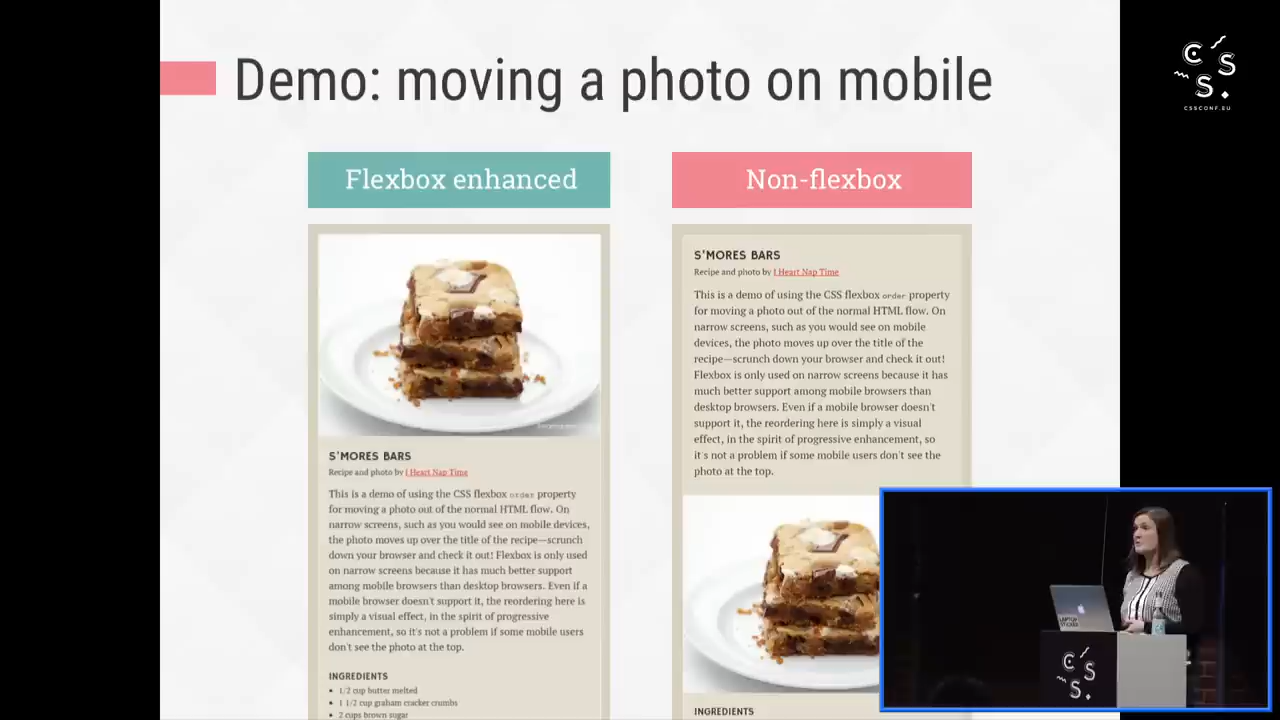 Demo: moving a photo on mobile
C
S
S
CSSCONF.EU
Flexbox enhanced
Non-flexbox
S'MORES BARS
Recipe and photo by I Heart Nap Time
This is a demo of using the CSS flexbox order property
for moving a photo out of the normal HTML flow. On
narrow screens, such as you would see on mobile devices,
the photo moves up over the title of the recipe—scrunch
down your browser and check it out! Flexbox is only used
on narrow screens because it has much better support
among mobile browsers than desktop browsers. Even if a
mobile browser doesn't support it, the reordering here is
simply a visual effect, in the spirit of progressive
enhancement, so it's not a problem if some mobile users
don't see the photo at the top.
INGREDIENTS
• 1/2 cup butter melted
• 1 1/2 cup graham cracker crumbs
• 2 cups brown sugar
S'MORES BARS
Recipe and photo by I Heart Nap Time
This is a demo of using the CSS flexbox order property
for moving a photo out of the normal HTML flow. On
narrow screens, such as you would see on mobile
devices, the photo moves up over the title of the
recipe—scrunch down your browser and check it out!
Flexbox is only used on narrow screens because it has
much better support among mobile browsers than
desktop browsers. Even if a mobile browser doesn't
support it, the reordering here is simply a visual
effect, in the spirit of progressive enhancement, so
it's not a problem if some mobile users don't see the
photo at the top.
INGREDIENTS
C
S
S